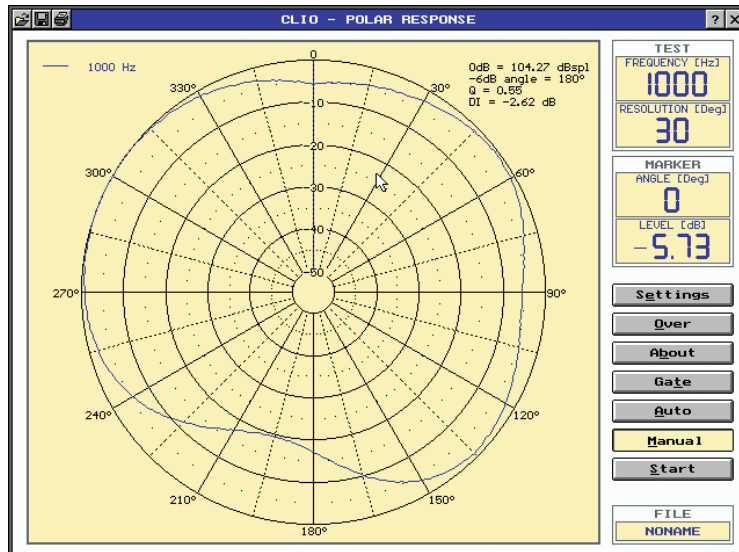 CLIO - POLAR RESPONSE
? X
1000 Hz
0dB = 104.27 dBspl
-6dB angle = 180°
Q = 0.55
DI = -2.62 dB
0
30°
60°
90°
120°
150°
180°
210°
240°
270°
300°
330°
-10
-20
-30
-40
-50
TEST
FREQUENCY [Hz]
1000
RESOLUTION [Deg]
30
MARKER
ANGLE [Deg]
0
LEVEL [dB]
-5.73
Settings
Over
About
Gate
Auto
Manual
Start
FILE
NONAME